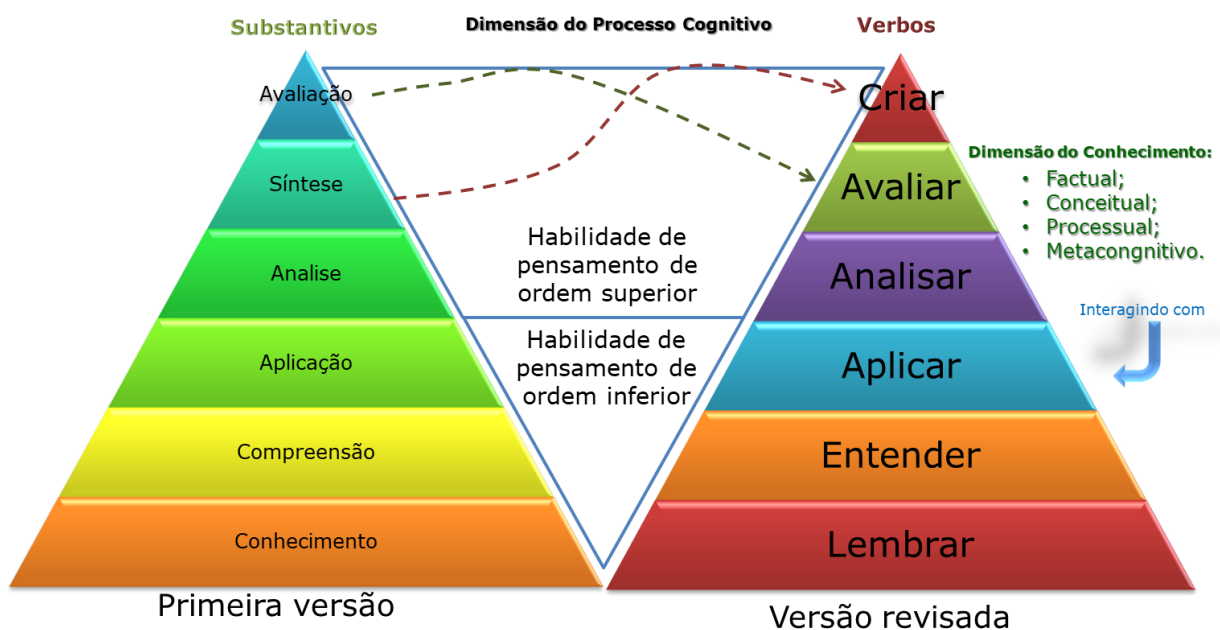 Substantivos
Dimensão do Processo Cognitivo
Verbos
Avaliação
Síntese
Analise
Aplicação
Compreensão
Conhecimento
Primeira versão
Habilidade de
pensamento de
ordem superior
Habilidade de
pensamento de
ordem inferior
Criar
Avaliar
Analisar
Aplicar
Entender
Lembrar
Versão revisada
Dimensão do Conhecimento:
• Factual;
• Conceitual;
• Processual;
• Metacongnitivo.
Interagindo com